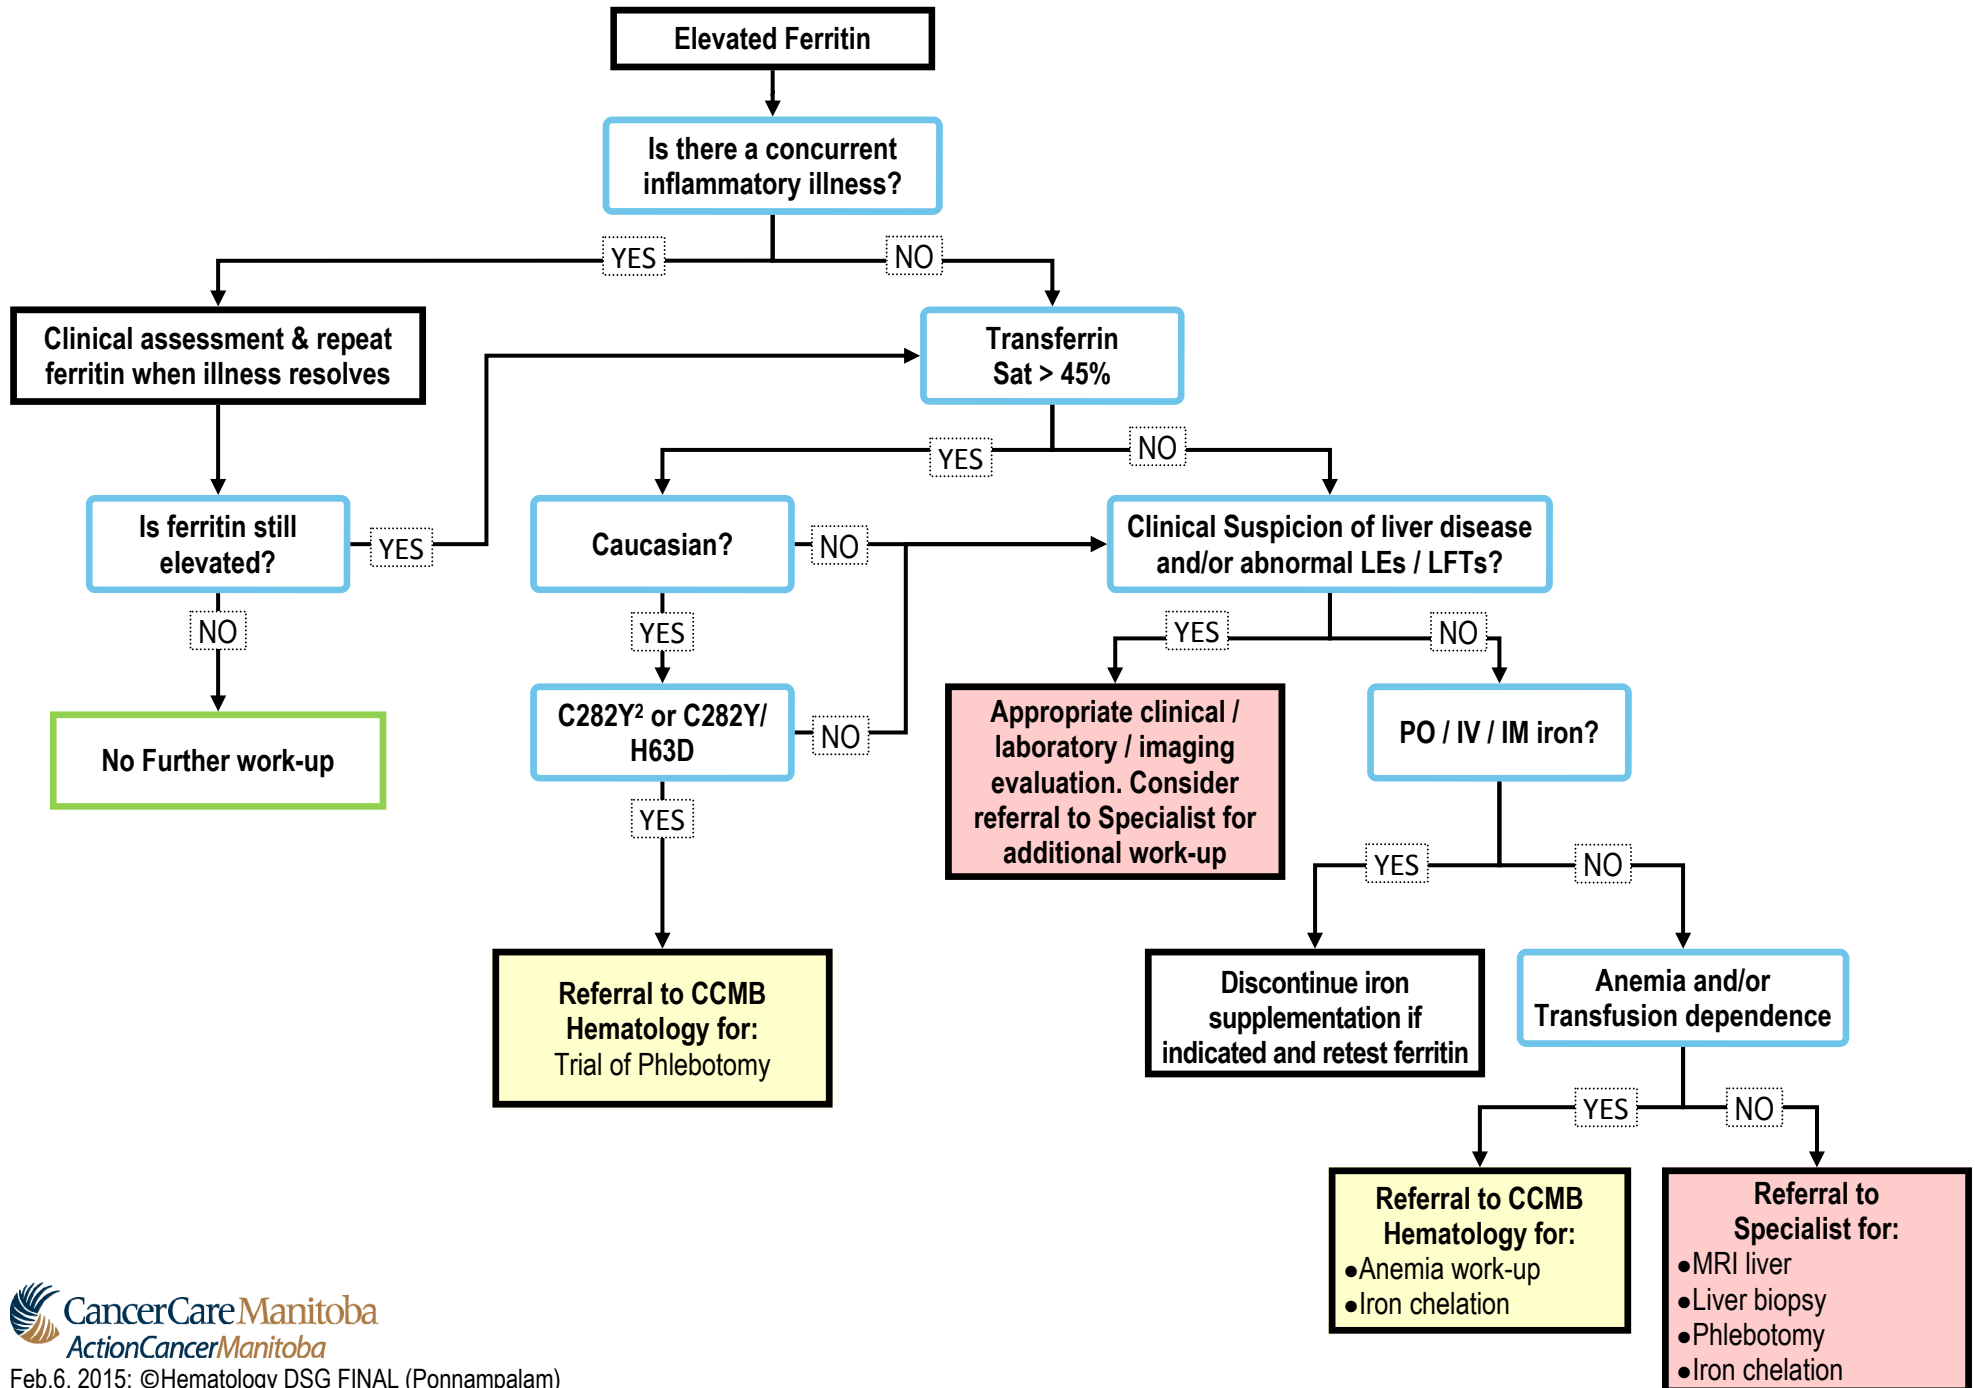 Elevated Ferritin
Is there a concurrent
inflammatory illness?
YES
NO
Clinical assessment & repeat
ferritin when illness resolves
Transferrin
Sat > 45%
YES
NO
Is ferritin still
elevated?
YES
Caucasian?
NO
Clinical Suspicion of liver disease
and/or abnormal LEs / LFTs?
NO
YES
YES
NO
No Further work-up
C282Y² or C282Y/
H63D
NO
Appropriate clinical /
laboratory / imaging
evaluation. Consider
referral to Specialist for
additional work-up
PO / IV / IM iron?
YES
YES
NO
Referral to CCMB
Hematology for:
Trial of Phlebotomy
Discontinue iron
supplementation if
indicated and retest ferritin
Anemia and/or
Transfusion dependence
YES
NO
Referral to CCMB
Hematology for:
●Anemia work-up
●Iron chelation
Referral to
Specialist for:
●MRI liver
●Liver biopsy
●Phlebotomy
●Iron chelation
CancerCare Manitoba
ActionCancerManitoba
Feb.6, 2015: ©Hematology DSG FINAL (Ponnampalam)